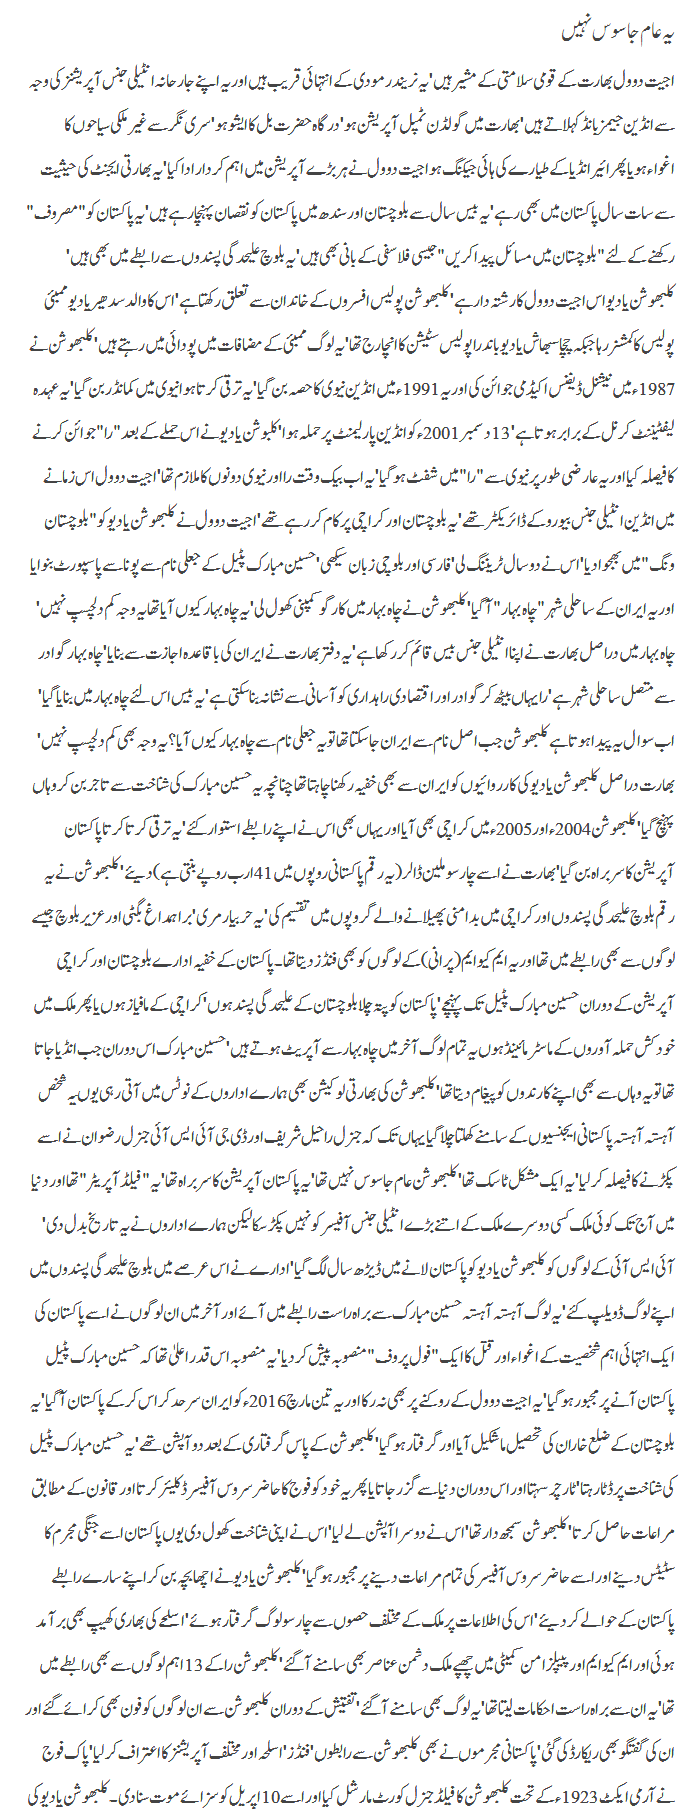 یہ عام جاسوس نہیں
اجیت دوول بھارت کے قومی سلامتی کے مشیر ہیں'یہ نریندر مودی کے انتہائی قریب ہیں اور یہ اپنے جارحانہ انٹیلی جنس آپریشنز کی وجہ
سے انڈین جیمز بانڈ کہلاتے ہیں'بھارت میں گولڈن ٹمپل آپریشن ہو'درگاہ حضرت بل کا ایشو ہو'سری نگر سے غیر ملکی سیاحوں کا
اغواء ہو یا پھر ائیر انڈیا کے طیارے کی ہائی جیکنگ ہو اجیت دوول نے ہر بڑے آپریشن میں اہم کردار ادا کیا'یہ بھارتی ایجنٹ کی حیثیت
سے سات سال پاکستان میں بھی رہے'یہ بیس سال سے بلوچستان اور سندھ میں پاکستان کو نقصان پہنچا رہے ہیں'یہ پاکستان کو"مصروف"
رکھنے کے لئے"بلوچستان میں مسائل پیدا کریں"جیسی فلاسفی کے بانی بھی ہیں'یہ بلوچ علیحدگی پسندوں سے رابطے میں بھی ہیں'
کلبھوشن یادیو اس اجیت دوول کا رشتہ دار ہے'کلبھوشن پولیس افسروں کے خاندان سے تعلق رکھتا ہے'اس کا والد سدھیر یادیو ممبئی
پولیس کا کمشنر رہا جبکہ چچا سبھاش یادیو باندرا پولیس سٹیشن کا انچارج تھا'یہ لوگ ممبئی کے مضافات میں پودائی میں رہتے ہیں'کلبھوشن نے
1987ء میں نیشنل ڈیفنس اکیڈمی جوائن کی اور یہ 1991ء میں انڈین نیوی کا حصہ بن گیا'یہ ترقی کرتا ہوا نیوی میں کمانڈر بن گیا'یہ عہدہ
لیفٹیننٹ کرنل کے برابر ہوتا ہے'13 دسمبر 2001ء کو انڈین پارلیمنٹ پر حملہ ہوا'کلبوشن یادیو نے اس حملے کے بعد"را"جوائن کرنے
کا فیصلہ کیا اور یہ عارضی طور پر نیوی سے"را"میں شفٹ ہو گیا'یہ اب بیک وقت را اور نیوی دونوں کا ملازم تھا'اجیت دوول اس زمانے
میں انڈین انٹیلی جنس بیورو کے ڈائریکٹر تھے'یہ بلوچستان اور کراچی پر کام کر رہے تھے'اجیت دوول نے کلبھوشن یادیو کو"بلوچستان
ونگ"میں بھجوا دیا'اس نے دو سال ٹریننگ لی'فارسی اور بلوچی زبان سیکھی'حسین مبارک پٹیل کے جعلی نام سے پونا سے پاسپورٹ بنوایا
اور یہ ایران کے ساحلی شہر"چاہ بہار"آ گیا'کلبھوشن نے چاہ بہار میں کارگو کمپنی کھول لی'یہ چاہ بہار کیوں آیا تھا یہ وجہ کم دلچسپ نہیں'
چاہ بہار میں دراصل بھارت نے اپنا انٹیلی جنس بیس قائم کر رکھا ہے'یہ دفتر بھارت نے ایران کی باقاعدہ اجازت سے بنایا'چاہ بہار گوادر
سے متصل ساحلی شہر ہے'را یہاں بیٹھ کر گوادر اور اقتصادی راہداری کو آسانی سے نشانہ بنا سکتی ہے'یہ بیس اس لئے چاہ بہار میں بنایا گیا'
اب سوال یہ پیدا ہوتا ہے کلبھوشن جب اصل نام سے ایران جا سکتا تھا تو یہ جعلی نام سے چاہ بہار کیوں آیا؟ یہ وجہ بھی کم دلچسپ نہیں'
بھارت دراصل کلبھوشن یادیو کی کارروائیوں کو ایران سے بھی خفیہ رکھنا چاہتا تھا چنانچہ یہ حسین مبارک کی شناخت سے تاجر بن کر وہاں
پہنچ گیا'کلبھوشن 2004ء اور 2005ء میں کراچی بھی آیا اور یہاں بھی اس نے اپنے رابطے استوار کئے'یہ ترقی کرتا کرتا پاکستان
آپریشن کا سربراہ بن گیا'بھارت نے اسے چار سو ملین ڈالر(یہ رقم پاکستانی روپوں میں 41 ارب روپے بنتی ہے) دیئے'کلبھوشن نے یہ
رقم بلوچ علیحدگی پسندوں اور کراچی میں بدامنی پھیلانے والے گروپوں میں تقسیم کی'یہ حربیار مری'براہمداغ بگٹی اور عزیر بلوچ جیسے
لوگوں سے بھی رابطے میں تھا اور یہ ایم کیو ایم(پرانی) کے لوگوں کو بھی فنڈز دیتا تھا۔ پاکستان کے خفیہ ادارے بلوچستان اور کراچی
آپریشن کے دوران حسین مبارک پٹیل تک پہنچے'پاکستان کو پتہ چلا بلوچستان کے علیحدگی پسند ہوں'کراچی کے مافیاز ہوں یا پھر ملک میں
خودکش حملہ آوروں کے ماسٹر مائینڈ ہوں یہ تمام لوگ آخر میں چاہ بہار سے آپریٹ ہوتے ہیں'حسین مبارک اس دوران جب انڈیا جاتا
تھا تو یہ وہاں سے بھی اپنے کارندوں کو پیغام دیتا تھا'کلبھوشن کی بھارتی لوکیشن بھی ہمارے اداروں کے نوٹس میں آتی رہی یوں یہ شخص
آہستہ آہستہ پاکستانی ایجنسیوں کے سامنے کھلتا چلا گیا یہاں تک کہ جنرل راحیل شریف اور ڈی جی آئی ایس آئی جنرل رضوان نے اسے
پکڑنے کا فیصلہ کر لیا'یہ ایک مشکل ٹاسک تھا'کلبھوشن عام جاسوس نہیں تھا'یہ پاکستان آپریشن کا سربراہ تھا'یہ"فیلڈ آپریٹر"تھا اور دنیا
میں آج تک کوئی ملک کسی دوسرے ملک کے اتنے بڑے انٹیلی جنس آفیسر کو نہیں پکڑ سکا لیکن ہمارے اداروں نے یہ تاریخ بدل دی'
آئی ایس آئی کے لوگوں کو کلبھوشن یادیو کو پاکستان لانے میں ڈیڑھ سال لگ گیا'ادارے نے اس عرصے میں بلوچ علیحدگی پسندوں میں
اپنے لوگ ڈویلپ کئے'یہ لوگ آہستہ آہستہ حسین مبارک سے براہ راست رابطے میں آئے اور آخر میں ان لوگوں نے اسے پاکستان کی
ایک انتہائی اہم شخصیت کے اغواء اور قتل کا ایک"فول پروف"منصوبہ پیش کر دیا'یہ منصوبہ اس قدر اعلیٰ تھا کہ حسین مبارک پٹیل
پاکستان آنے پر مجبور ہو گیا'یہ اجیت دوول کے روکنے پر بھی نہ رکا اور یہ تین مارچ 2016ء کو ایران سرحد کراس کر کے پاکستان آ گیا'یہ
بلوچستان کے ضلع خاران کی تحصیل ماشکیل آیا اور گرفتار ہو گیا'کلبھوشن کے پاس گرفتاری کے بعد دو آپشن تھے'یہ حسین مبارک پٹیل
کی شناخت پر ڈٹا رہتا'ٹارچر سہتا اور اس دوران دنیا سے گزر جاتا یا پھر یہ خود کو فوج کا حاضر سروس آفیسر ڈکلیئر کرتا اور قانون کے مطابق
مراعات حاصل کرتا'کلبھوشن سمجھ دار تھا'اس نے دوسرا آپشن لے لیا'اس نے اپنی شناخت کھول دی یوں پاکستان اسے جنگی مجرم کا
سٹیٹس دینے اور اسے حاضر سروس آفیسر کی تمام مراعات دینے پر مجبور ہو گیا'کلبھوشن یادیو نے اچھا بچہ بن کر اپنے سارے رابطے
پاکستان کے حوالے کر دیئے'اس کی اطلاعات پر ملک کے مختلف حصوں سے چار سو لوگ گرفتار ہوئے'اسلحے کی بھاری کھیپ بھی برآمد
ہوئی اور ایم کیو ایم اور پیپلز امن کمیٹی میں چھپے ملک دشمن عناصر بھی سامنے آ گئے'کلبھوشن را کے 13 اہم لوگوں سے بھی رابطے میں
تھا'یہ ان سے براہ راست احکامات لیتا تھا'یہ لوگ بھی سامنے آ گئے'تفتیش کے دوران کلبھوشن سے ان لوگوں کو فون بھی کرائے گئے اور
ان کی گفتگو بھی ریکارڈ کی گئی'پاکستانی مجرموں نے بھی کلبھوشن سے رابطوں'فنڈز'اسلحہ اور مختلف آپریشنز کا اعتراف کر لیا'پاک فوج
نے آرمی ایکٹ 1923ء کے تحت کلبھوشن کا فیلڈ جنرل کورٹ مارشل کیا اور اسے 10 اپریل کو سزائے موت سنا دی۔ کلبھوشن یادیو کی